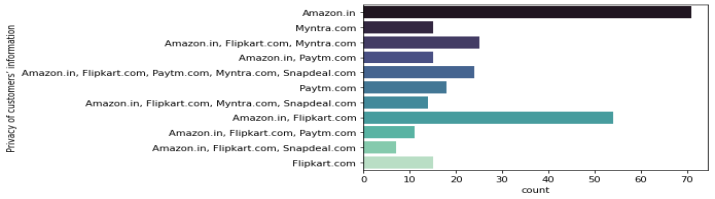 Privacy of customers' information
Amazon.in
Myntra.com
Amazon.in, Flipkart.com, Myntra.com
Amazon.in, Paytm.com
Amazon.in, Flipkart.com, Paytm.com, Myntra.com, Snapdeal.com
Paytm.com
Amazon.in, Flipkart.com, Myntra.com, Snapdeal.com
Amazon.in, Flipkart.com
Amazon.in, Flipkart.com, Paytm.com
Amazon.in, Flipkart.com, Snapdeal.com
Flipkart.com
0 10 20 30 40 50 60 70
count